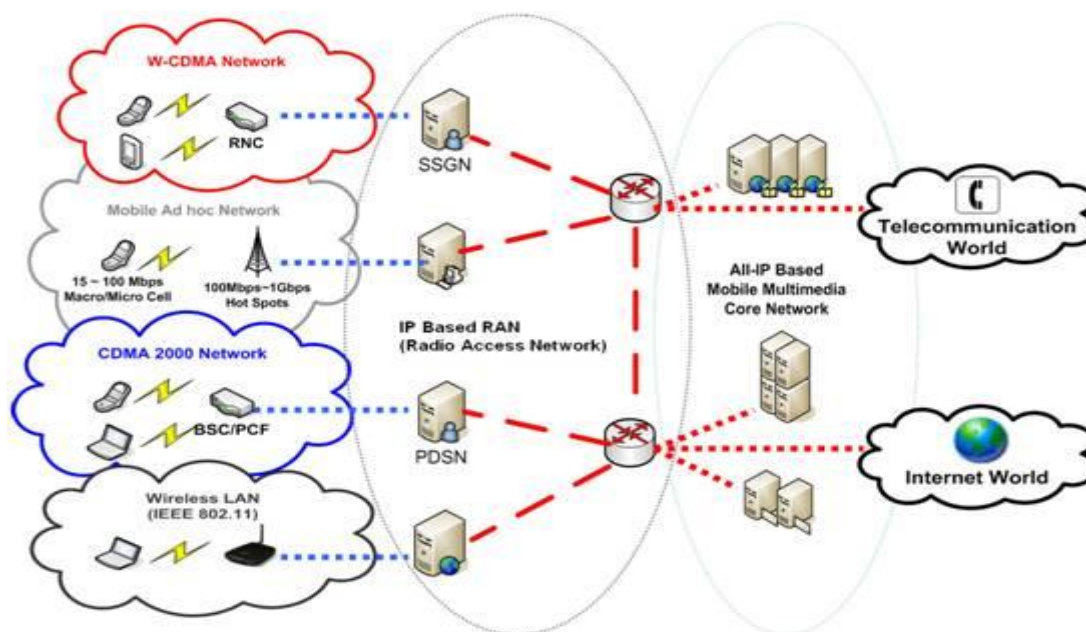 W-CDMA Network
RNC
SSGN
Mobile Ad hoc Network
15 ~ 100 Mbps
Macro/Micro Cell
100Mbps~1Gbps
Hot Spots
IP Based RAN
(Radio Access Network)
CDMA 2000 Network
BSC/PCF
PDSN
Wireless LAN
(IEEE 802.11)
All-IP Based
Mobile Multimedia
Core Network
Telecommunication
World
Internet World